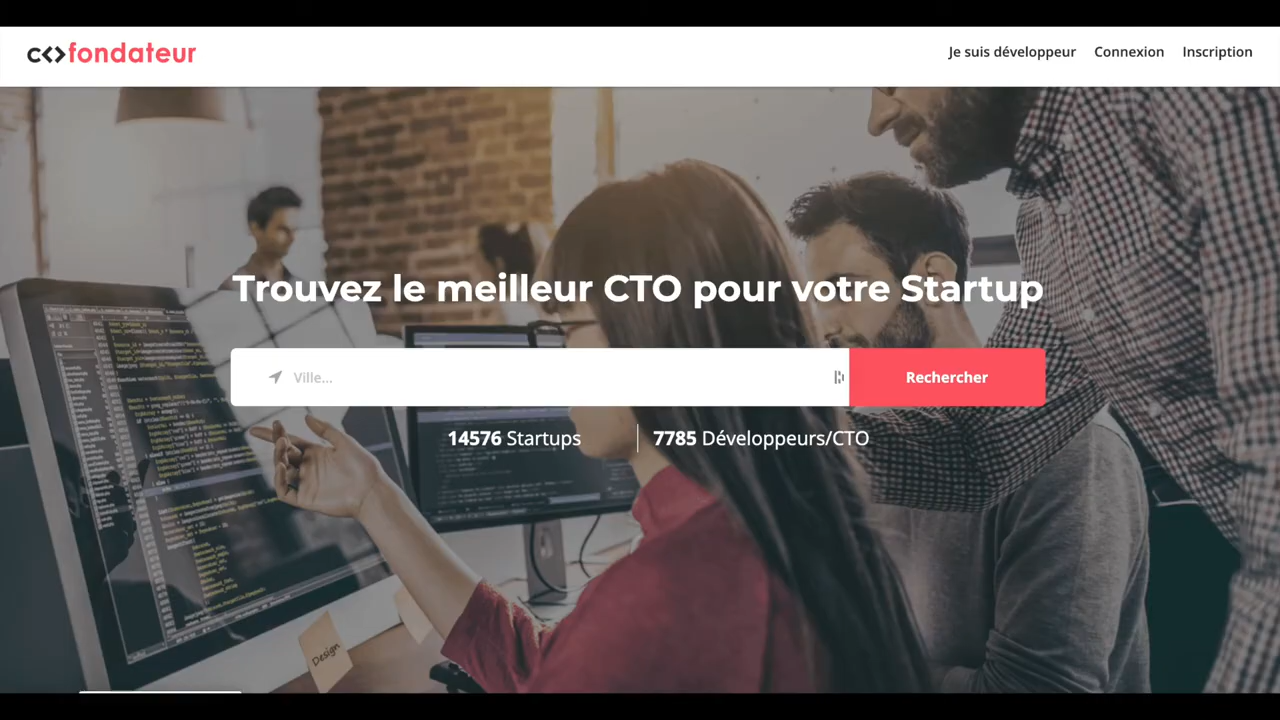 c<>fondateur
Je suis développeur Connexion Inscription
Trouvez le meilleur CTO pour votre Startup
Ville...
Rechercher
14576 Startups
7785 Développeurs/CTO
Design